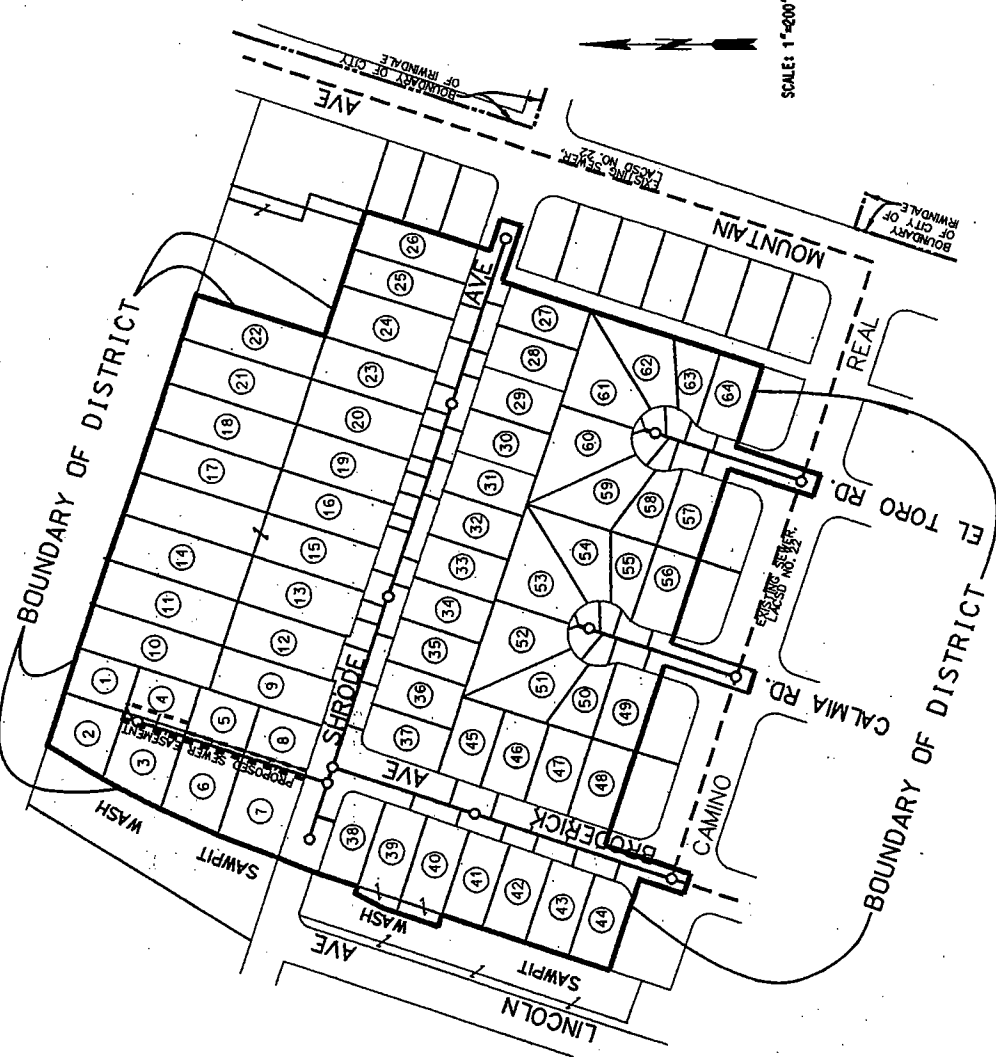 BOUNDARY OF CITY
OF IRWINDALE
AVE
SCALE: 1"=200'
N
EXISTING SEWER,
LACSD NO. 22
BOUNDARY
OF CITY OF
IRWINDALE
MOUNTAIN
BOUNDARY OF DISTRICT
22
21
18
17
14
11
10
1
2
26
25
24
23
20
19
16
15
13
12
9
4
3
5
6
8
7
PROPOSED SEWER EASEMENT
WASH
SAWPIT
SHRODE
AVE
27
28
29
30
31
32
33
34
35
36
37
62
63
64
61
60
59
58
57
54
55
56
53
52
51
50
49
45
46
47
48
38
39
40
41
42
43
44
BRODERICK
AVE
WASH
SAWPIT
LINCOLN
AVE
CAMINO
REAL
EXISTING SEWER,
LACSD NO. 22
EL TORO RD.
CALMIA RD.
BOUNDARY OF DISTRICT